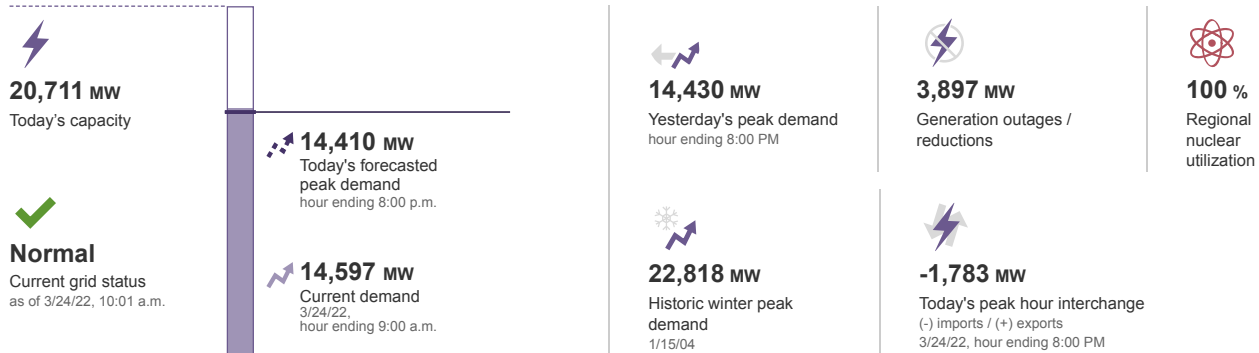 20,711 MW
Today's capacity
Normal
Current grid status
as of 3/24/22, 10:01 a.m.
14,410 MW
Today's forecasted
peak demand
hour ending 8:00 p.m.
14,597 MW
Current demand
3/24/22,
hour ending 9:00 a.m.
14,430 MW
Yesterday's peak demand
hour ending 8:00 PM
3,897 MW
Generation outages /
reductions
100 %
Regional
nuclear
utilization
22,818 MW
Historic winter peak
demand
1/15/04
-1,783 MW
Today's peak hour interchange
(-) imports / (+) exports
3/24/22, hour ending 8:00 PM